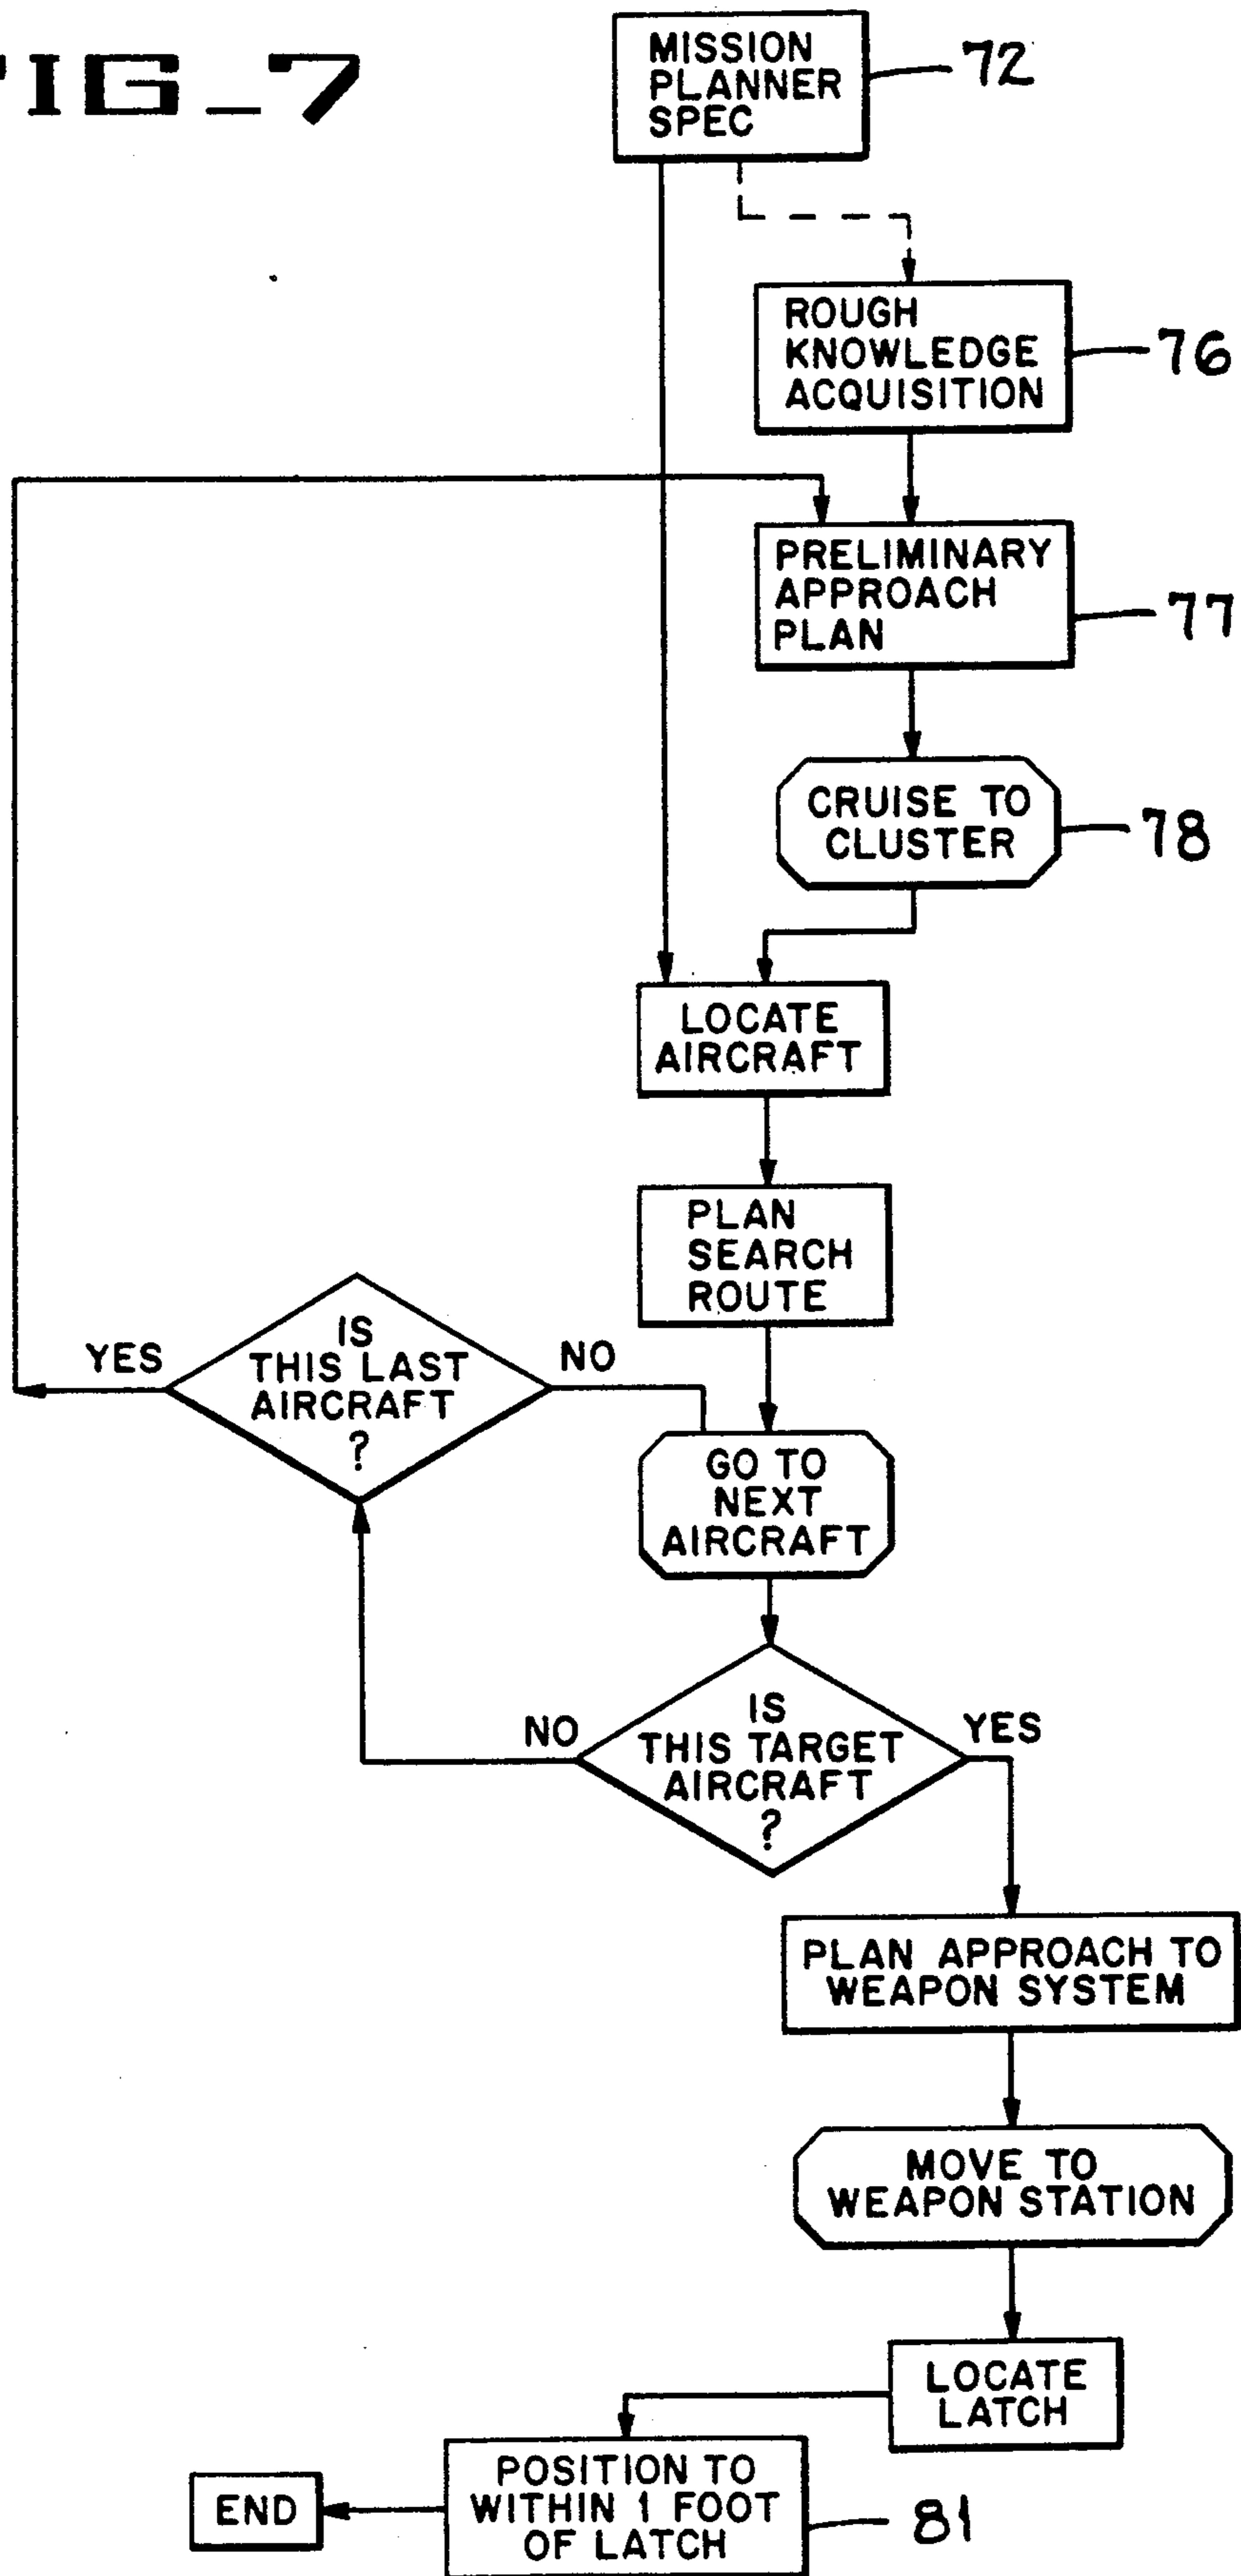 FIG_7
MISSION
PLANNER
SPEC
72
ROUGH
KNOWLEDGE
ACQUISITION
76
PRELIMINARY
APPROACH
PLAN
77
CRUISE TO
CLUSTER
78
LOCATE
AIRCRAFT
PLAN
SEARCH
ROUTE
YES
IS
THIS LAST
AIRCRAFT
?
NO
GO TO
NEXT
AIRCRAFT
NO
IS
THIS TARGET
AIRCRAFT
?
YES
PLAN APPROACH TO
WEAPON SYSTEM
MOVE TO
WEAPON STATION
LOCATE
LATCH
POSITION TO
WITHIN 1 FOOT
OF LATCH
81
END